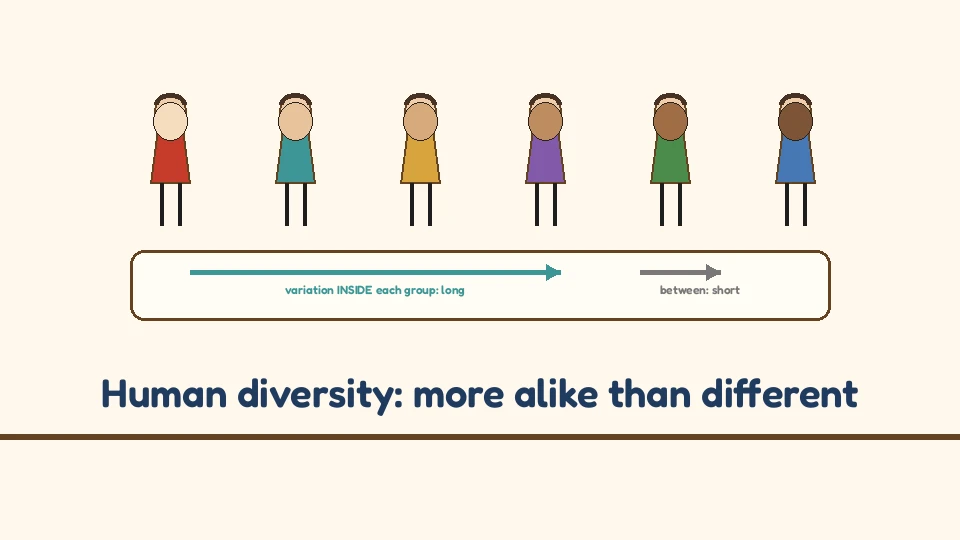 variation INSIDE each group: long
between: short
Human diversity: more alike than different